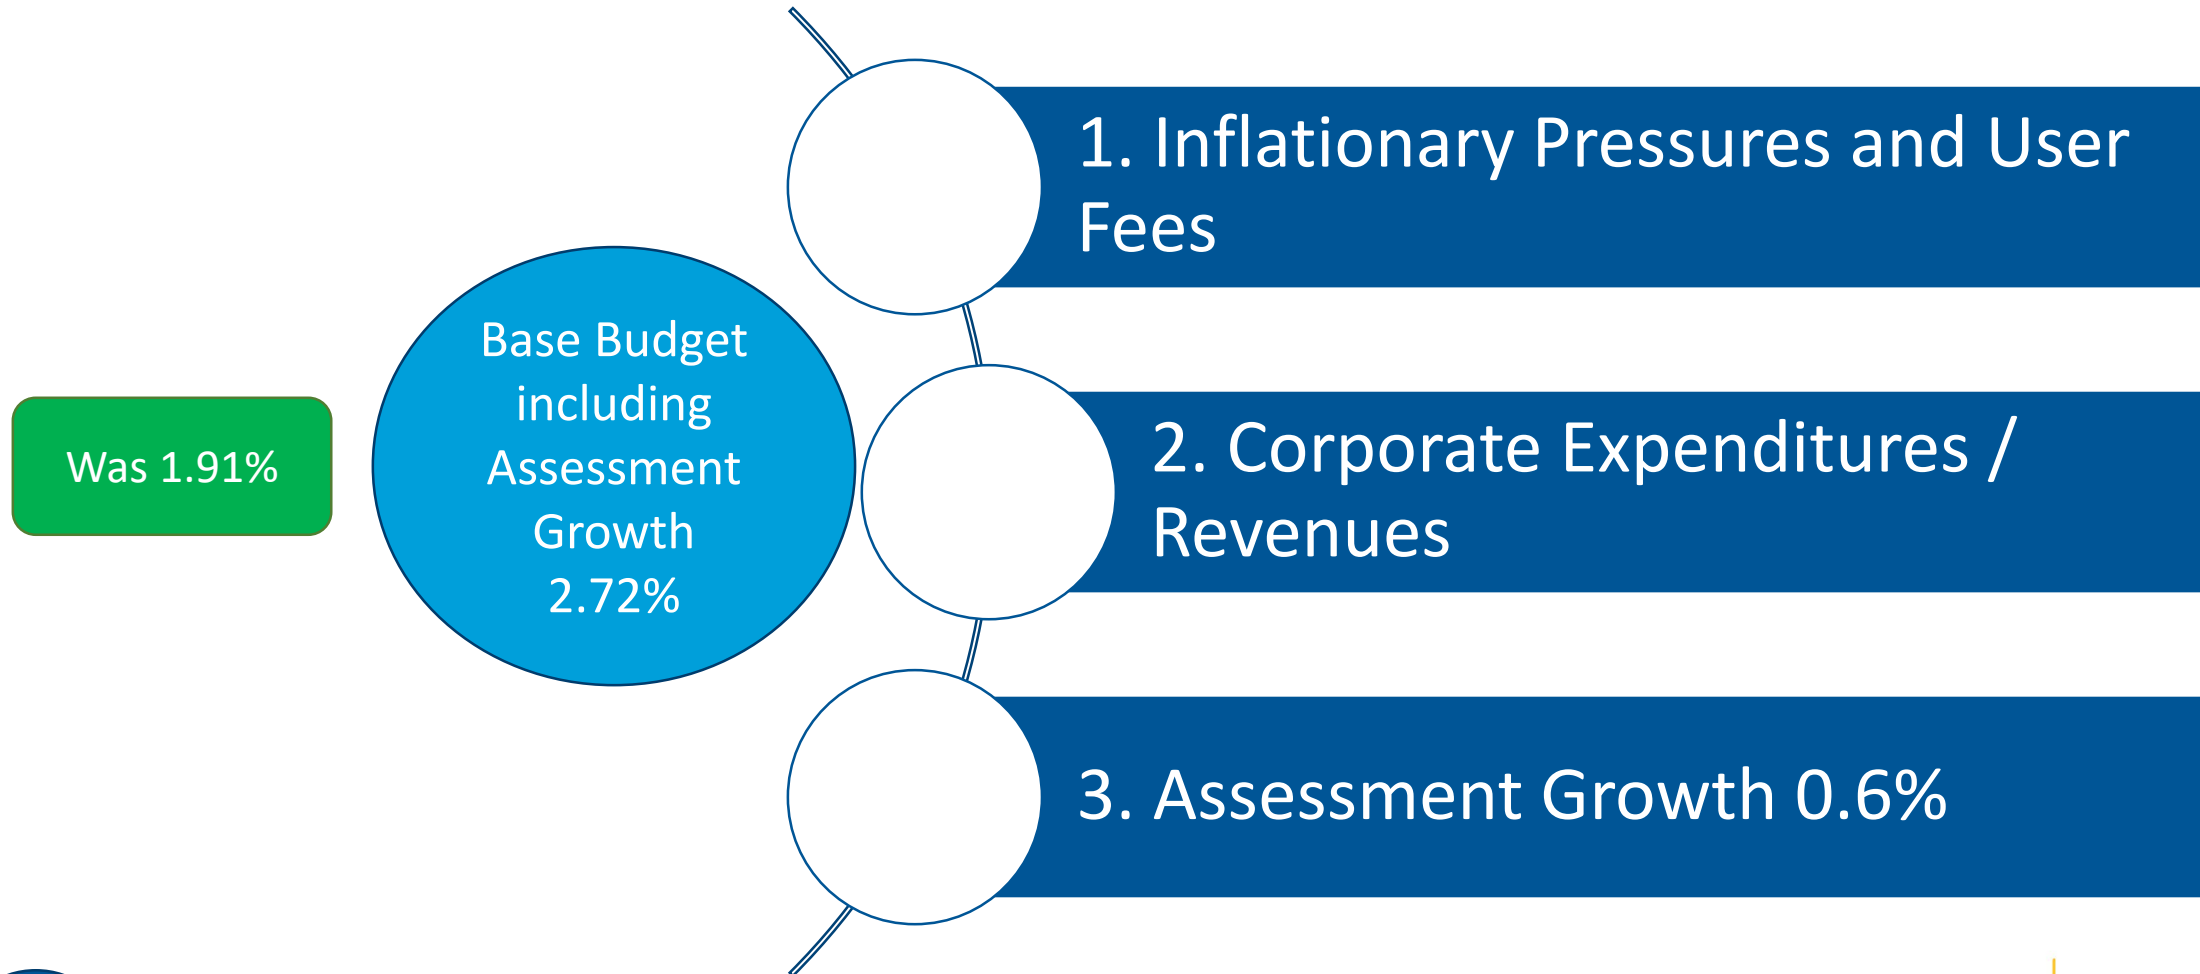 Was 1.91%
Base Budget
including
Assessment
Growth
2.72%
1. Inflationary Pressures and User
Fees
2. Corporate Expenditures /
Revenues
3. Assessment Growth 0.6%